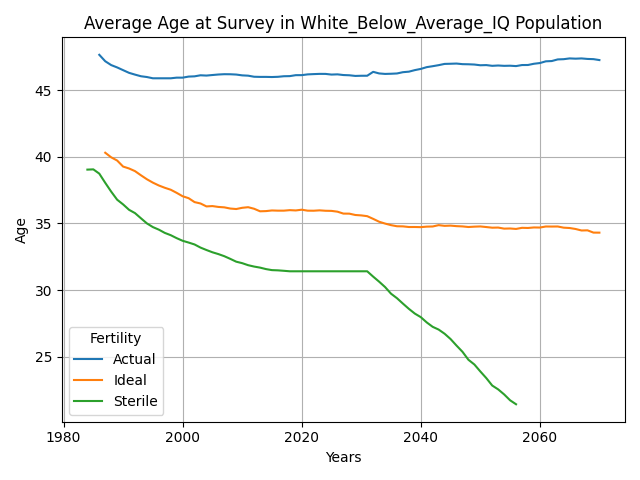 Average Age at Survey in White_Below_Average_IQ Population
Age
45
40
35
30
25
Fertility
Actual
Ideal
Sterile
1980
2000
2020
2040
2060
Years